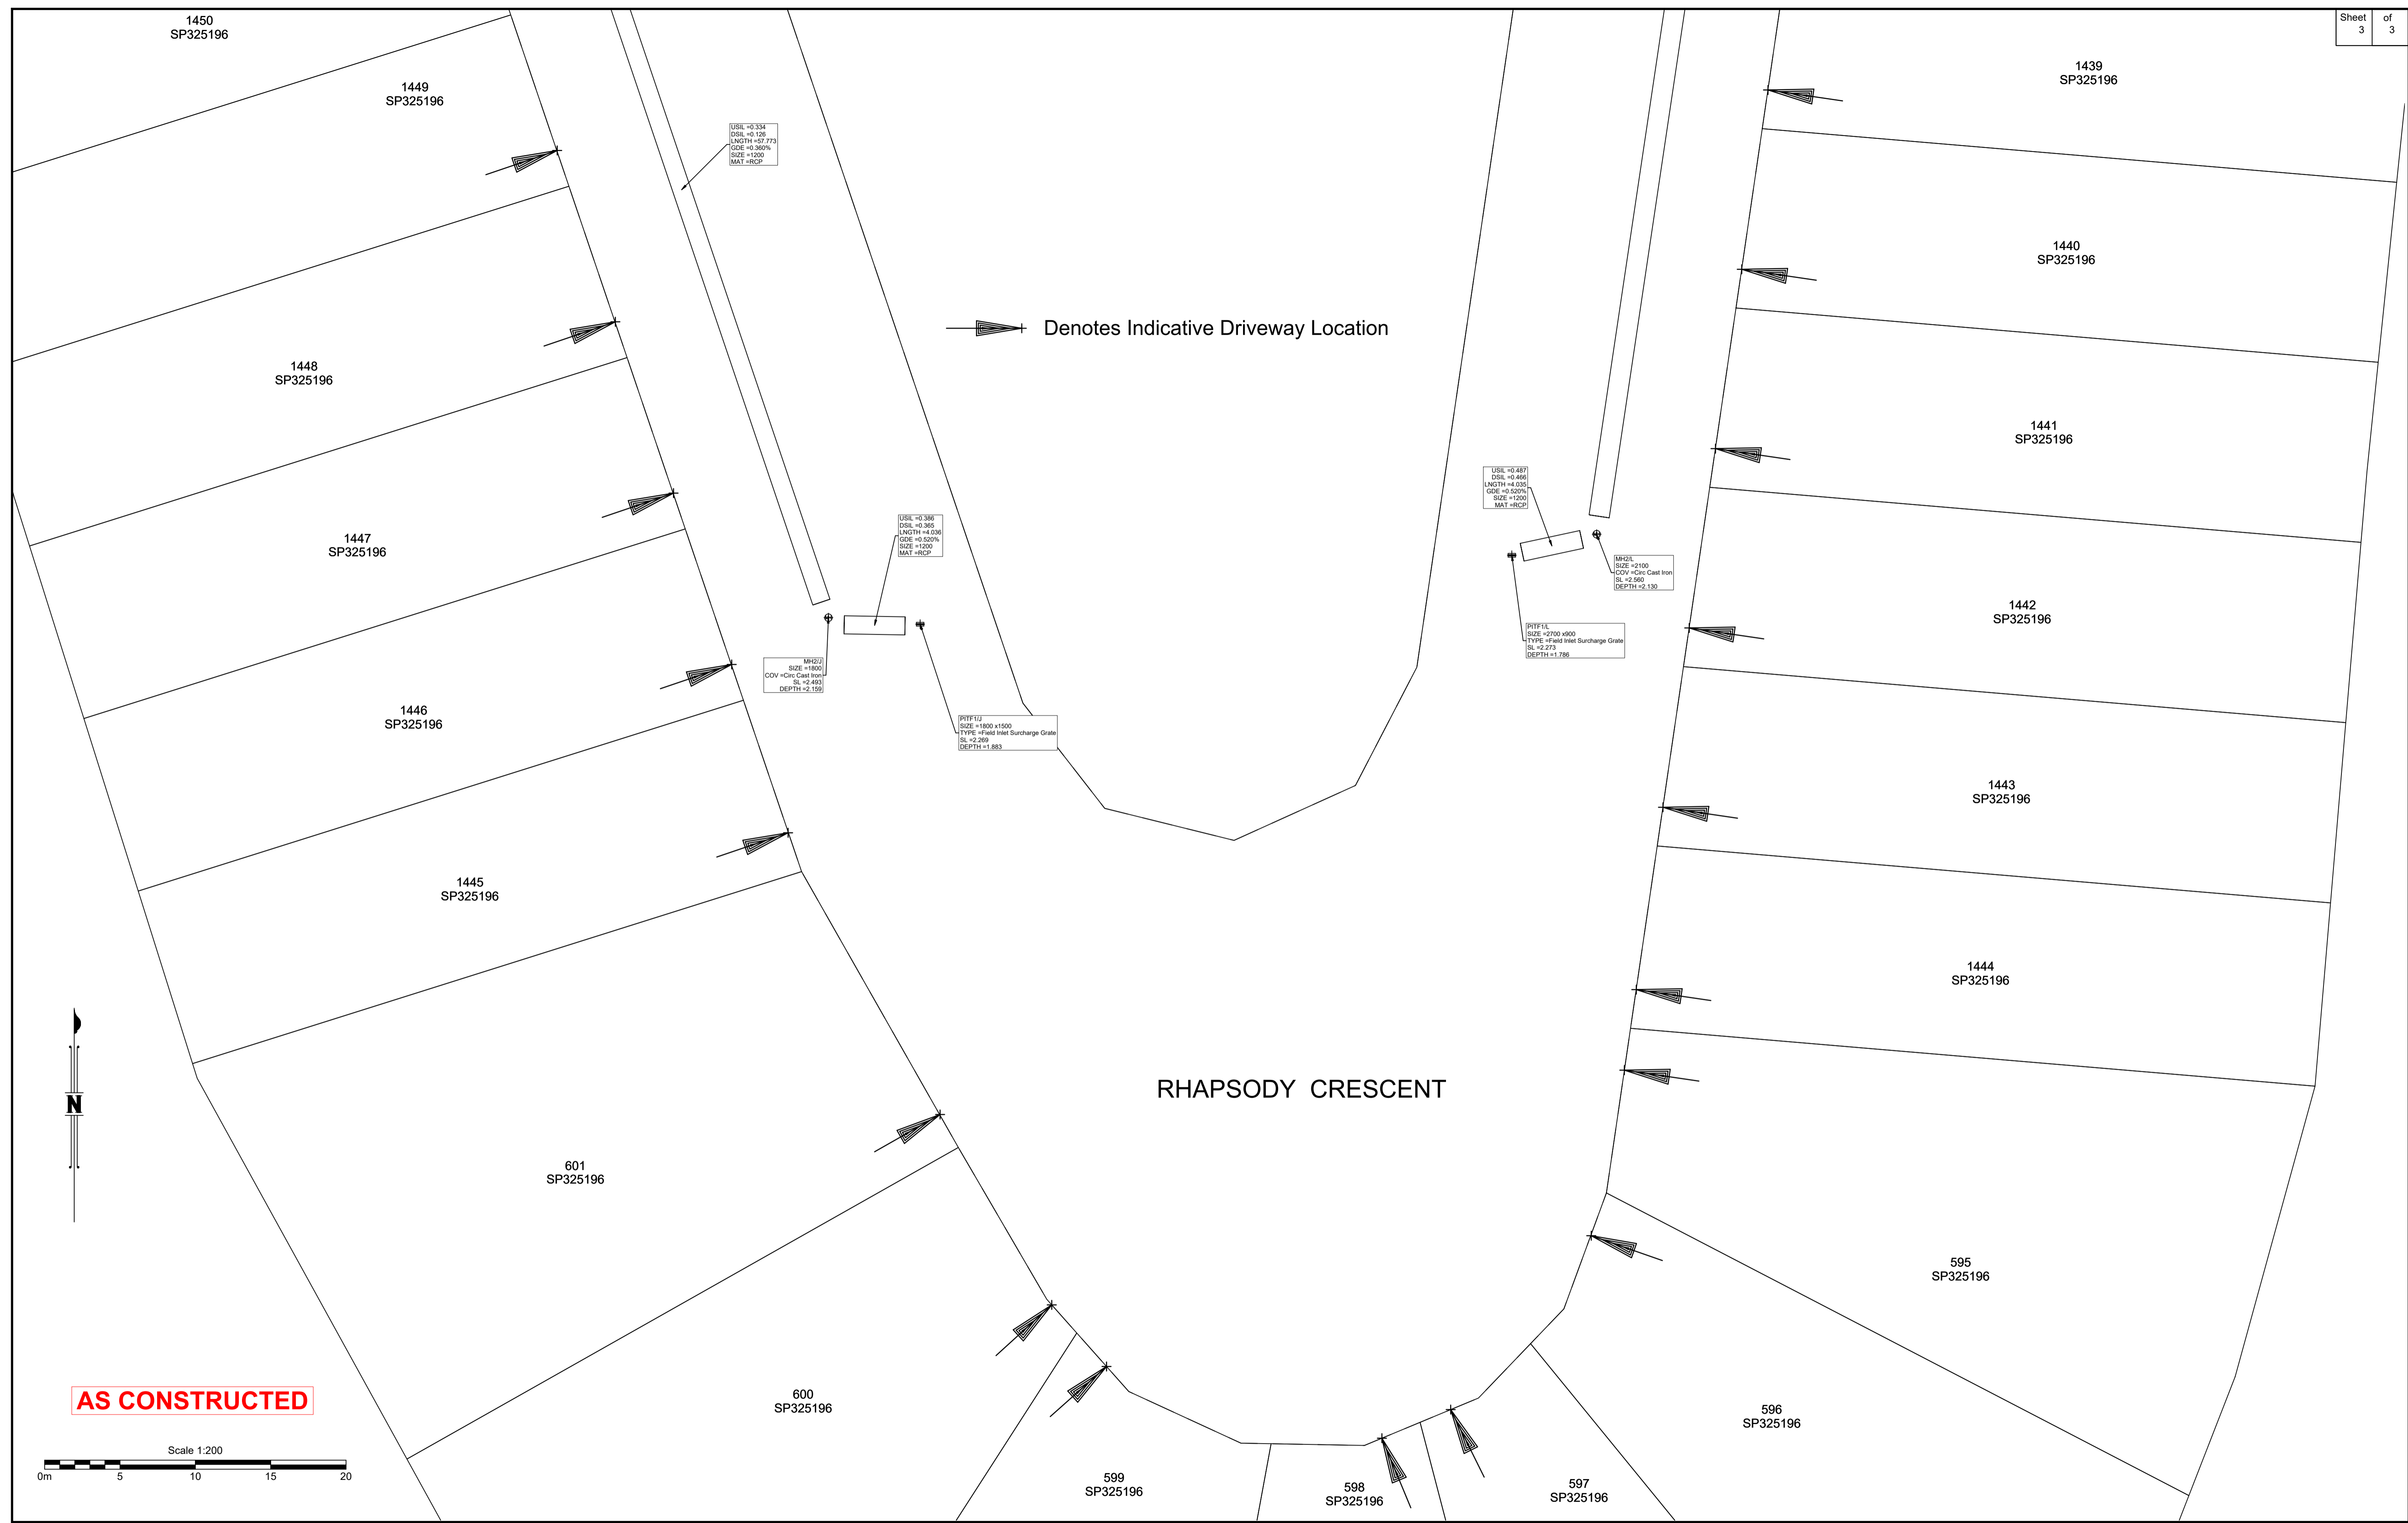 1450
SP325196
Sheet of
3 3
1449
SP325196
1439
SP325196
USIL =0.334
DSIL =0.126
LNGTH =57.773
GDE =0.360%
SIZE =1200
MAT =RCP
1440
SP325196
Denotes Indicative Driveway Location
1448
SP325196
1441
SP325196
USIL =0.487
DSIL =0.466
LNGTH =4.035
GDE =0.520%
SIZE =1200
MAT =RCP
1447
SP325196
USIL =0.386
DSIL =0.365
LNGTH =4.036
GDE =0.520%
SIZE =1200
MAT =RCP
MH2/L
SIZE =2100
COV =Circ Cast Iron
SL =2.560
DEPTH =2.130
1442
SP325196
PITF1/L
SIZE =2700 x900
TYPE =Field Inlet Surcharge Grate
SL =2.273
DEPTH =1.786
MH2/J
SIZE =1800
COV =Circ Cast Iron
SL =2.493
DEPTH =2.159
1446
SP325196
PITF1/J
SIZE =1800 x1500
TYPE =Field Inlet Surcharge Grate
SL =2.269
DEPTH =1.883
1443
SP325196
1445
SP325196
1444
SP325196
RHAPSODY CRESCENT
N
601
SP325196
595
SP325196
AS CONSTRUCTED
600
SP325196
596
SP325196
Scale 1:200
0m 5 10 15 20
599
SP325196
598
SP325196
597
SP325196